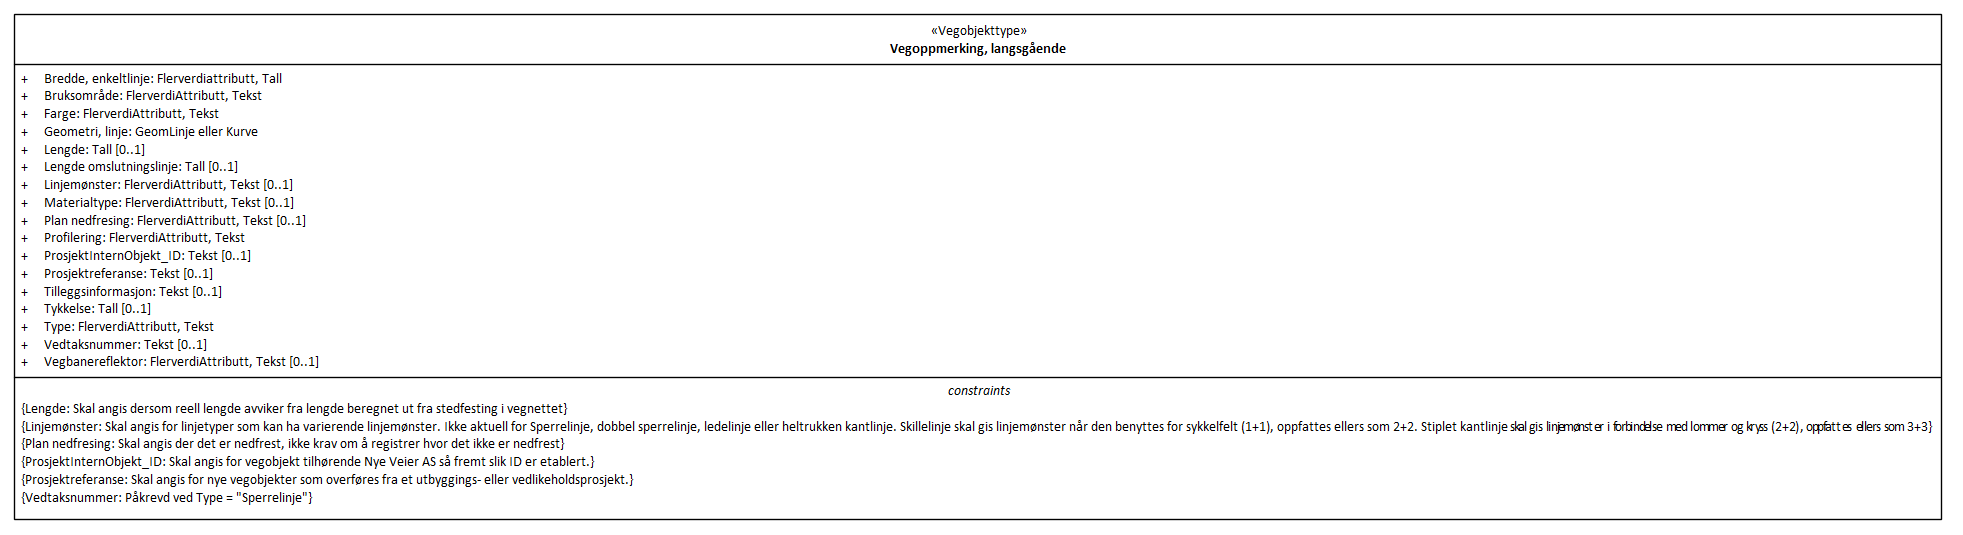 «Vegobjekttype»
Vegoppmerking, langsgående
+ Bredde, enkeltlinje: Flerverdiattributt, Tall
+ Bruksområde: FlerverdiAttributt, Tekst
+ Farge: FlerverdiAttributt, Tekst
+ Geometri, linje: GeomLinje eller Kurve
+ Lengde: Tall [0..1]
+ Lengde omslutningslinje: Tall [0..1]
+ Linjemønster: FlerverdiAttributt, Tekst [0..1]
+ Materialtype: FlerverdiAttributt, Tekst [0..1]
+ Plan nedfresing: FlerverdiAttributt, Tekst [0..1]
+ Profilering: FlerverdiAttributt, Tekst
+ ProsjektInternObjekt_ID: Tekst [0..1]
+ Prosjektreferanse: Tekst [0..1]
+ Tilleggsinformasjon: Tekst [0..1]
+ Tykkelse: Tall [0..1]
+ Type: FlerverdiAttributt, Tekst
+ Vedtaksnummer: Tekst [0..1]
+ Vegbanereflektor: FlerverdiAttributt, Tekst [0..1]
constraints
{Lengde: Skal angis dersom reell lengde avviker fra lengde beregnet ut fra stedfesting i vegnettet}
{Linjemønster: Skal angis for linjetyper som kan ha varierende linjemønster. Ikke aktuell for Sperrelinje, dobbel sperrelinje, ledelinje eller heltrukken kantlinje. Skillelinje skal gis linjemønster når den benyttes for sykkelfelt (1+1), oppfattes ellers som 2+2. Stiplet kantlinje skal gis linjemønster i forbindelse med lommer og kryss (2+2), oppfattes ellers som 3+3}
{Plan nedfresing: Skal angis der det er nedfrest, ikke krav om å registrer hvor det ikke er nedfrest}
{ProsjektInternObjekt_ID: Skal angis for vegobjekt tilhørende Nye Veier AS så fremt slik ID er etablert.}
{Prosjektreferanse: Skal angis for nye vegobjekter som overføres fra et utbyggings- eller vedlikeholdsprosjekt.}
{Vedtaksnummer: Påkrevd ved Type = "Sperrelinje"}